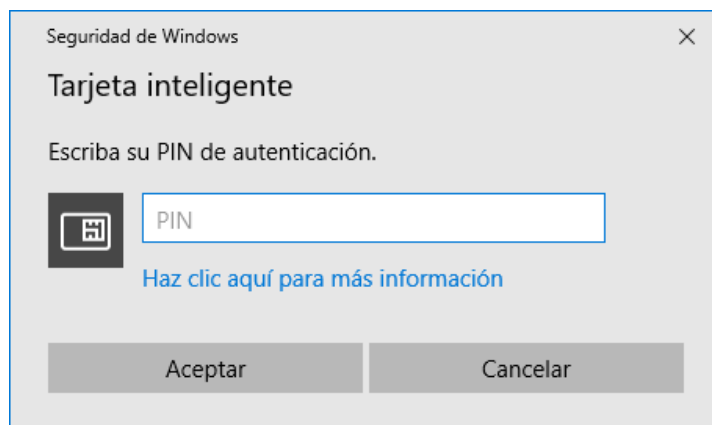 Seguridad de Windows
Tarjeta inteligente
Escriba su PIN de autenticación.
PIN
Haz clic aquí para más información
Aceptar
Cancelar